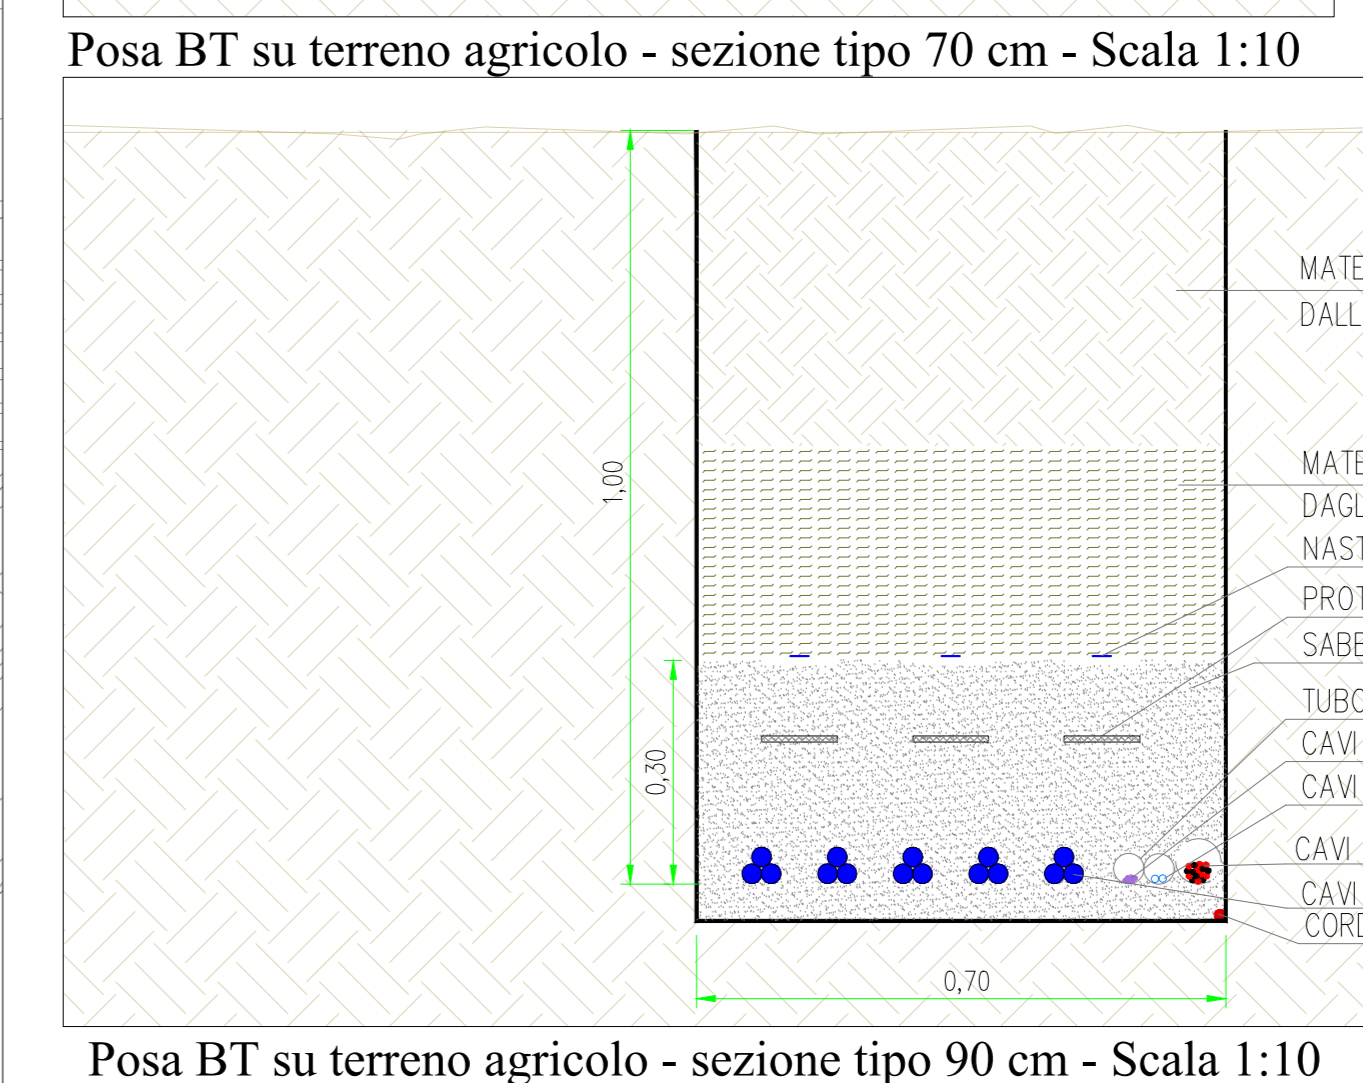 Posa BT su terreno agricolo - sezione tipo 70 cm - Scala 1:10
MATE
DALL
1,00
MATE
DAGL
NAST
PROT
SABB
TUBO
CAVI
0,30
CAVI
CAVI
CAVI
CORD
0,70
Posa BT su terreno agricolo - sezione tipo 90 cm - Scala 1:10